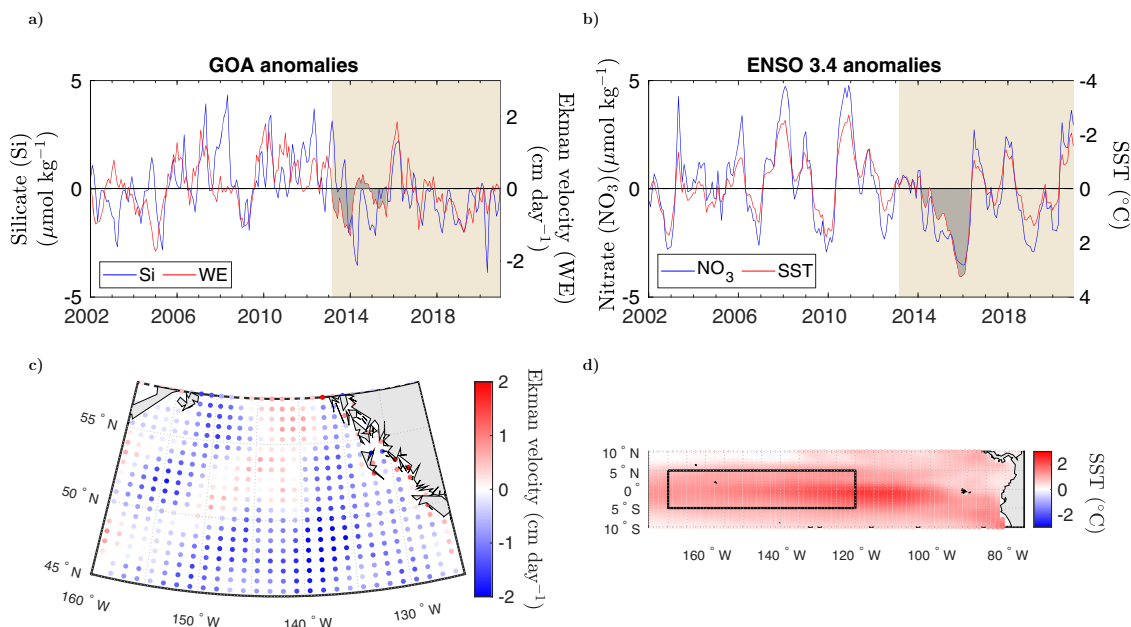 a)
GOA anomalies
Silicate (Si)
(μmol kg⁻¹)
5
0
-5
2
0
-2
Ekman velocity (WE)
(cm day⁻¹)
Si WE
2002 2006 2010 2014 2018
b)
ENSO 3.4 anomalies
Nitrate (NO₃)(μmol kg⁻¹)
5
0
-5
-4
-2
0
2
4
SST (°C)
NO₃ SST
2002 2006 2010 2014 2018
c)
55 ° N
50 ° N
45 ° N
160 ° W
150 ° W
140 ° W
130 ° W
2
1
0
-1
-2
Ekman velocity (cm day⁻¹)
d)
10 ° N
5 ° N
0 °
5 ° S
10 ° S
160 ° W 140 ° W 120 ° W 100 ° W 80 ° W
2
0
-2
SST (°C)